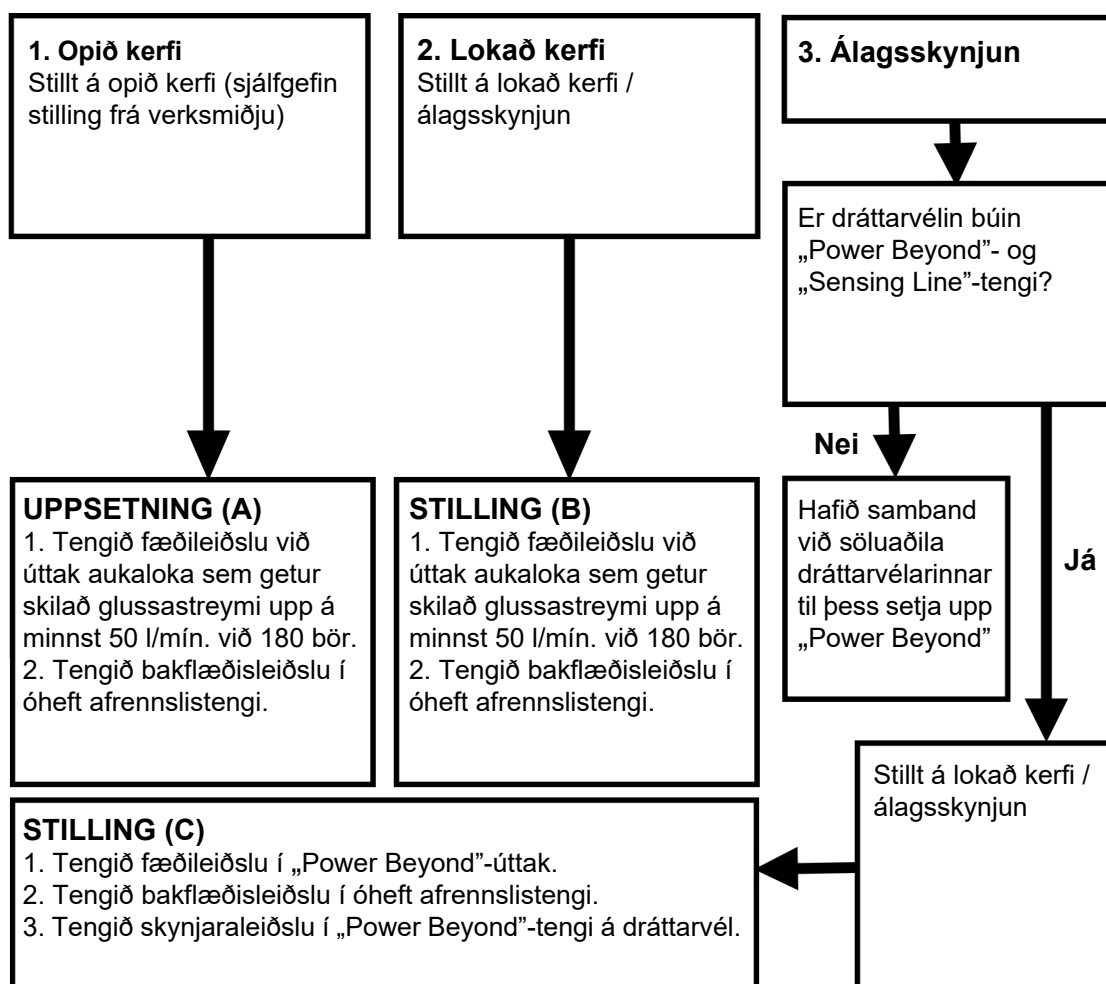 1. Opið kerfi
Stillt á opið kerfi (sjálfgefin
stilling frá verksmiðju)
2. Lokað kerfi
Stillt á lokað kerfi /
álagsskynjun
3. Álagsskynjun
Er dráttarvélin búin
„Power Beyond”- og
„Sensing Line”-tengi?
Nei
Já
UPPSETNING (A)
1. Tengið fæðileiðslu við
úttak aukaloka sem getur
skilað glussastreymi upp á
minnst 50 l/mín. við 180 bör.
2. Tengið bakflæðisleiðslu í
óheft afrennslistengi.
STILLING (B)
1. Tengið fæðileiðslu við
úttak aukaloka sem getur
skilað glussastreymi upp á
minnst 50 l/mín. við 180 bör.
2. Tengið bakflæðisleiðslu í
óheft afrennslistengi.
Hafið samband
við söluaðila
dráttarvélarinnar
til þess setja upp
„Power Beyond”
Stillt á lokað kerfi /
álagsskynjun
STILLING (C)
1. Tengið fæðileiðslu í „Power Beyond”-úttak.
2. Tengið bakflæðisleiðslu í óheft afrennslistengi.
3. Tengið skynjaraleiðslu í „Power Beyond”-tengi á dráttarvél.